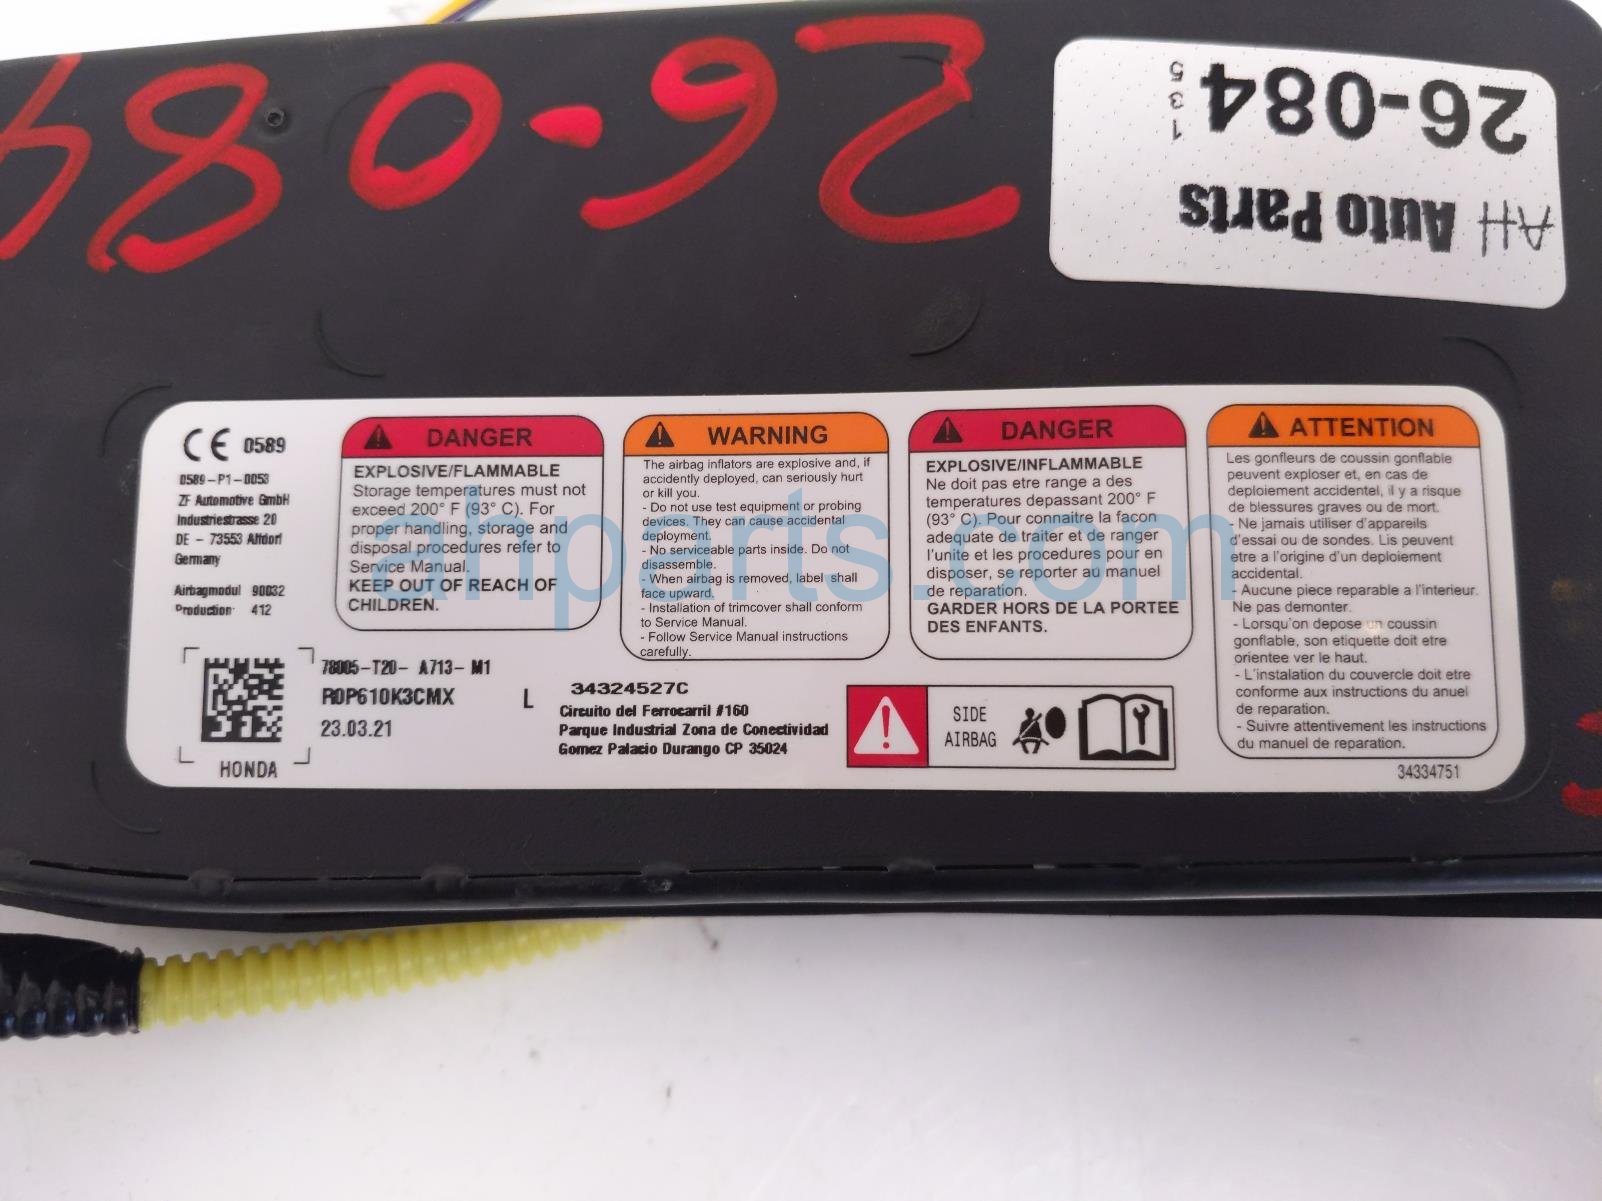 26-084
26-084
1 3 5
AH Auto Parts
CE 0589
0589-P1-0053
ZF Automotive GmbH
Industriestrasse 20
DE - 73553 Alfdorf
Germany
Airbagmodul 90032
Production 412
DANGER
EXPLOSIVE/FLAMMABLE
Storage temperatures must not
exceed 200° F (93° C). For
proper handling, storage and
disposal procedures refer to
Service Manual.
KEEP OUT OF REACH OF
CHILDREN.
WARNING
The airbag inflators are explosive and, if
accidently deployed, can seriously hurt
or kill you.
- Do not use test equipment or probing
devices. They can cause accidental
deployment.
- No serviceable parts inside. Do not
disassemble.
- When airbag is removed, label shall
face upward.
- Installation of trimcover shall conform
to Service Manual.
- Follow Service Manual instructions
carefully.
DANGER
EXPLOSIVE/INFLAMMABLE
Ne doit pas etre range a des
temperatures depassant 200° F
(93° C). Pour connaitre la facon
adequate de traiter et de ranger
l'unite et les procedures pour en
disposer, se reporter au manuel
de reparation.
GARDER HORS DE LA PORTEE
DES ENFANTS.
ATTENTION
Les gonfleurs de coussin gonflable
peuvent exploser et, en cas de
deploiement accidentel, il y a risque
de blessures graves ou de mort.
- Ne jamais utiliser d'appareils
d'essai ou de sondes. Lis peuvent
etre a l'origine d'un deploiement
accidental.
- Aucune piece reparable a l'interieur.
Ne pas demonter.
- Lorsqu'on depose un coussin
gonflable, son etiquette doit etre
orientee ver le haut.
- L'instalation du couvercle doit etre
conforme aux instructions du anuel
de reparation.
- Suivre attentivement les instructions
du manuel de reparation.
34334751
78005-T20- A713- M1
R0P610K3CMX
23.03.21
HONDA
L
34324527C
Circuito del Ferrocarril #160
Parque Industrial Zona de Conectividad
Gomez Palacio Durango CP 35024
SIDE
AIRBAG
ahparts.com